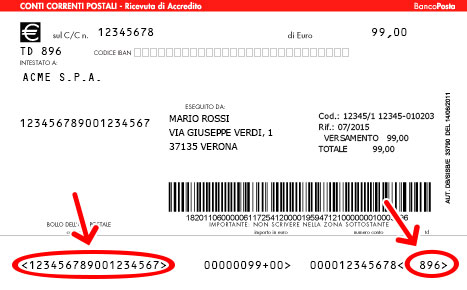 CONTI CORRENTI POSTALI - Ricevuta di Accredito BancoPosta
€ sul C/C n. 12345678 di Euro 99,00
TD 896 CODICE IBAN
INTESTATO A:
ACME S.P.A.
ESEGUITO DA:
123456789001234567 MARIO ROSSI
VIA GIUSEPPE VERDI, 1
37135 VERONA
Cod.: 12345/1 12345-010203
Rif.: 07/2015
VERSAMENTO 99,00
TOTALE 99,00
AUT. DB/SISB/E 33760 DEL 14/06/2011
IMPORTANTE: NON SCRIVERE NELLA ZONA SOTTOSTANTE
BOLLO DELL' POSTALE
importo in euro numero conto td
<123456789001234567> 00000099+00> 000012345678< 896>